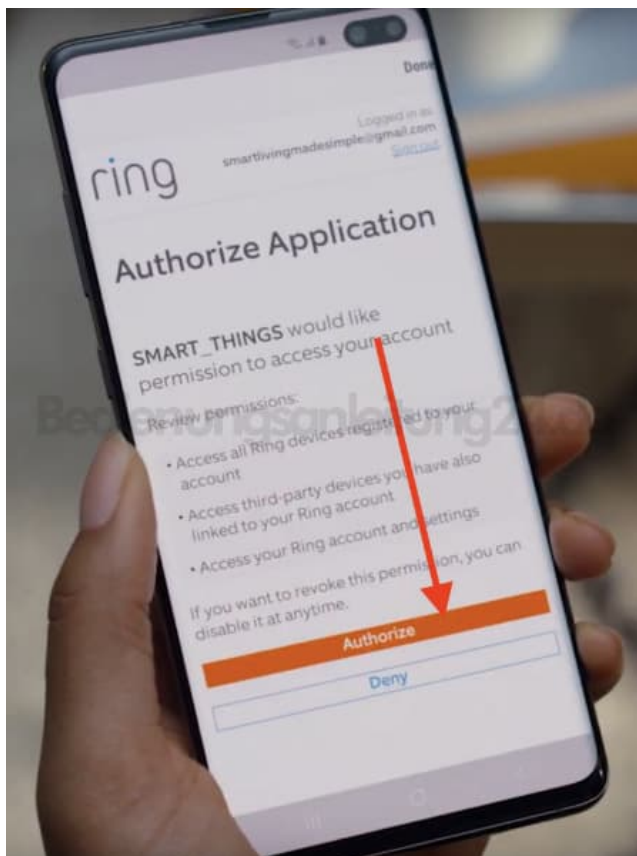 Done
Logged in as:
smartlivingmadesimple@gmail.com
Sign out
ring
Authorize Application
SMART_THINGS would like
permission to access your account
Review permissions:
• Access all Ring devices registered to your
account
• Access third-party devices you have also
linked to your Ring account
• Access your Ring account and settings
If you want to revoke this permission, you can
disable it at anytime.
Authorize
Deny